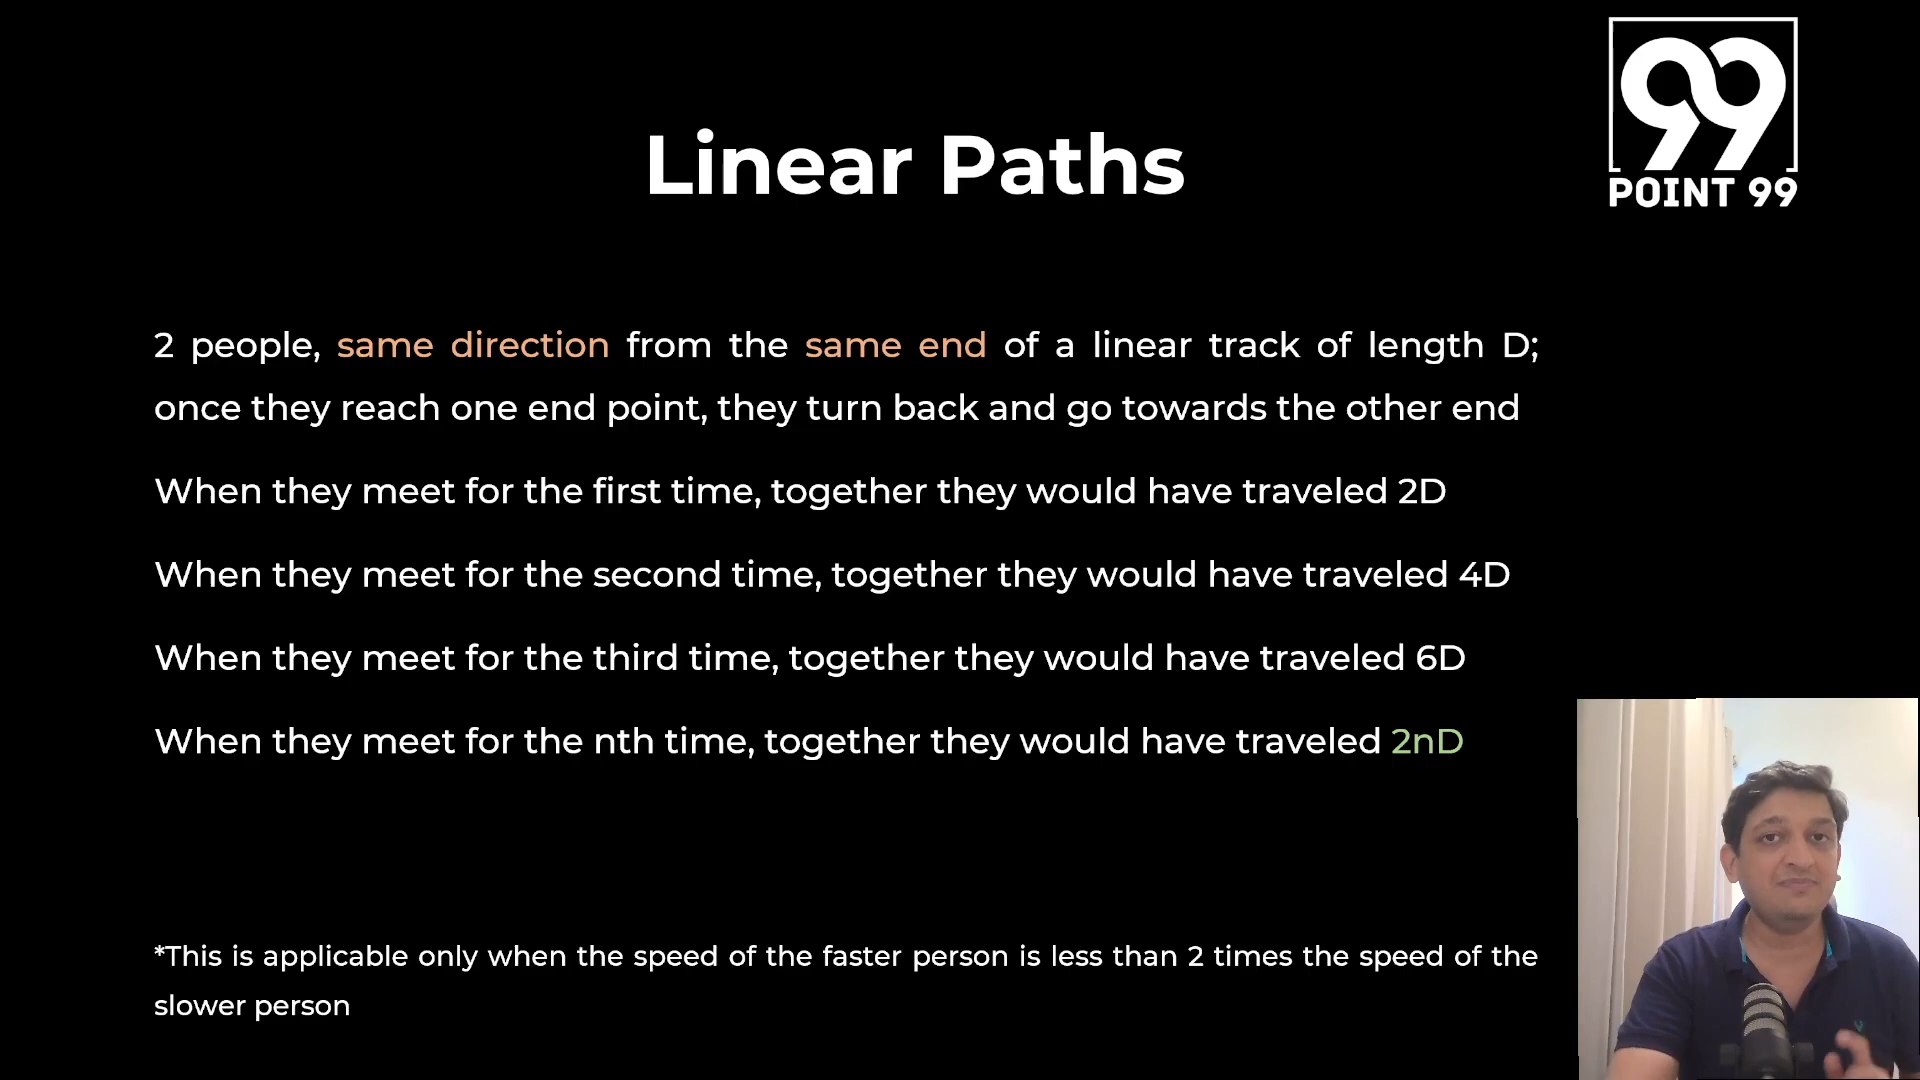 99
POINT 99
Linear Paths
2 people, same direction from the same end of a linear track of length D;
once they reach one end point, they turn back and go towards the other end
When they meet for the first time, together they would have traveled 2D
When they meet for the second time, together they would have traveled 4D
When they meet for the third time, together they would have traveled 6D
When they meet for the nth time, together they would have traveled 2nD
*This is applicable only when the speed of the faster person is less than 2 times the speed of the
slower person